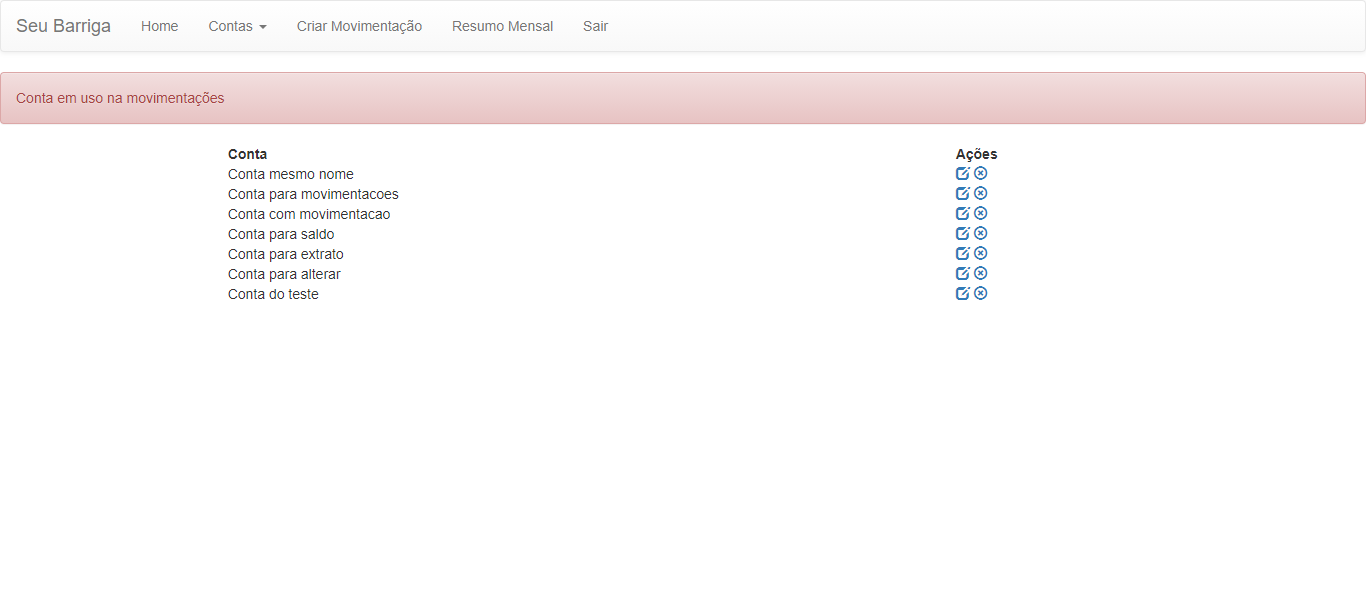 Seu Barriga Home Contas Criar Movimentação Resumo Mensal Sair
Conta em uso na movimentações
Conta Ações
Conta mesmo nome
Conta para movimentacoes
Conta com movimentacao
Conta para saldo
Conta para extrato
Conta para alterar
Conta do teste